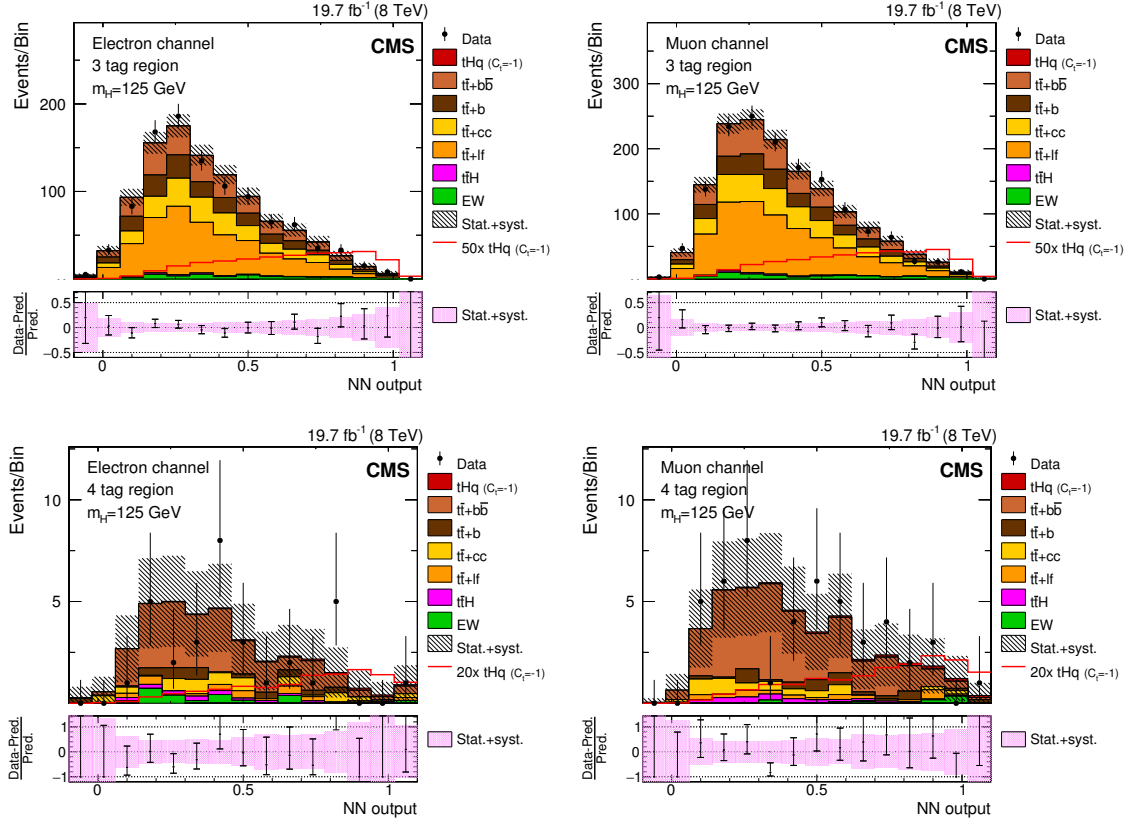 19.7 fb⁻¹ (8 TeV)
Events/Bin
Electron channel
3 tag region
m_H=125 GeV
CMS
200
100
Data
tHq (Cₜ=-1)
tt̄+bb̄
tt̄+b
tt̄+cc
tt̄+lf
tt̄H
EW
Stat.+syst.
50x tHq (Cₜ=-1)
Data-Pred.
Pred.
0.5
0
−0.5
Stat.+syst.
0
0.5
1
NN output
19.7 fb⁻¹ (8 TeV)
Events/Bin
Muon channel
3 tag region
m_H=125 GeV
CMS
300
200
100
Data
tHq (Cₜ=-1)
tt̄+bb̄
tt̄+b
tt̄+cc
tt̄+lf
tt̄H
EW
Stat.+syst.
50x tHq (Cₜ=-1)
Data-Pred.
Pred.
0.5
0
−0.5
Stat.+syst.
0
0.5
1
NN output
19.7 fb⁻¹ (8 TeV)
Events/Bin
Electron channel
4 tag region
m_H=125 GeV
CMS
10
5
Data
tHq (Cₜ=-1)
tt̄+bb̄
tt̄+b
tt̄+cc
tt̄+lf
tt̄H
EW
Stat.+syst.
20x tHq (Cₜ=-1)
Data-Pred.
Pred.
1
0
−1
Stat.+syst.
0
0.5
1
NN output
19.7 fb⁻¹ (8 TeV)
Events/Bin
Muon channel
4 tag region
m_H=125 GeV
CMS
10
5
Data
tHq (Cₜ=-1)
tt̄+bb̄
tt̄+b
tt̄+cc
tt̄+lf
tt̄H
EW
Stat.+syst.
20x tHq (Cₜ=-1)
Data-Pred.
Pred.
1
0
−1
Stat.+syst.
0
0.5
1
NN output